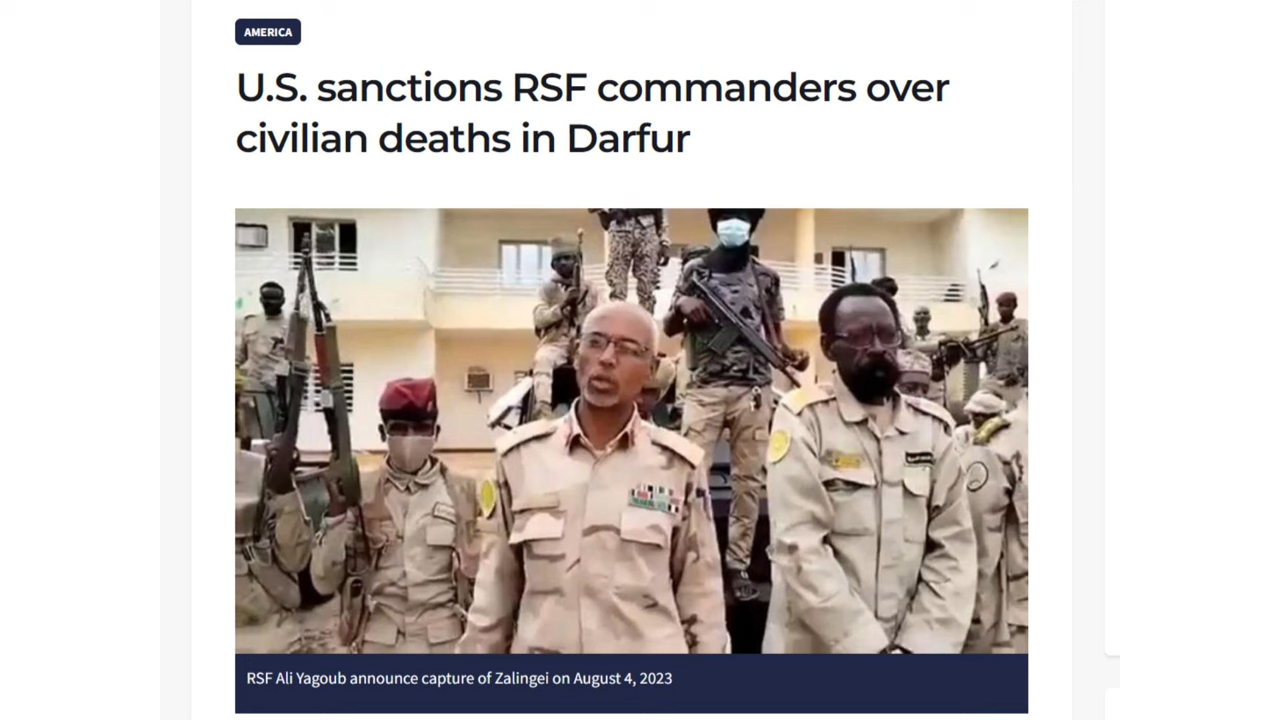 AMERICA
U.S. sanctions RSF commanders over
civilian deaths in Darfur
RSF Ali Yagoub announce capture of Zalingei on August 4, 2023